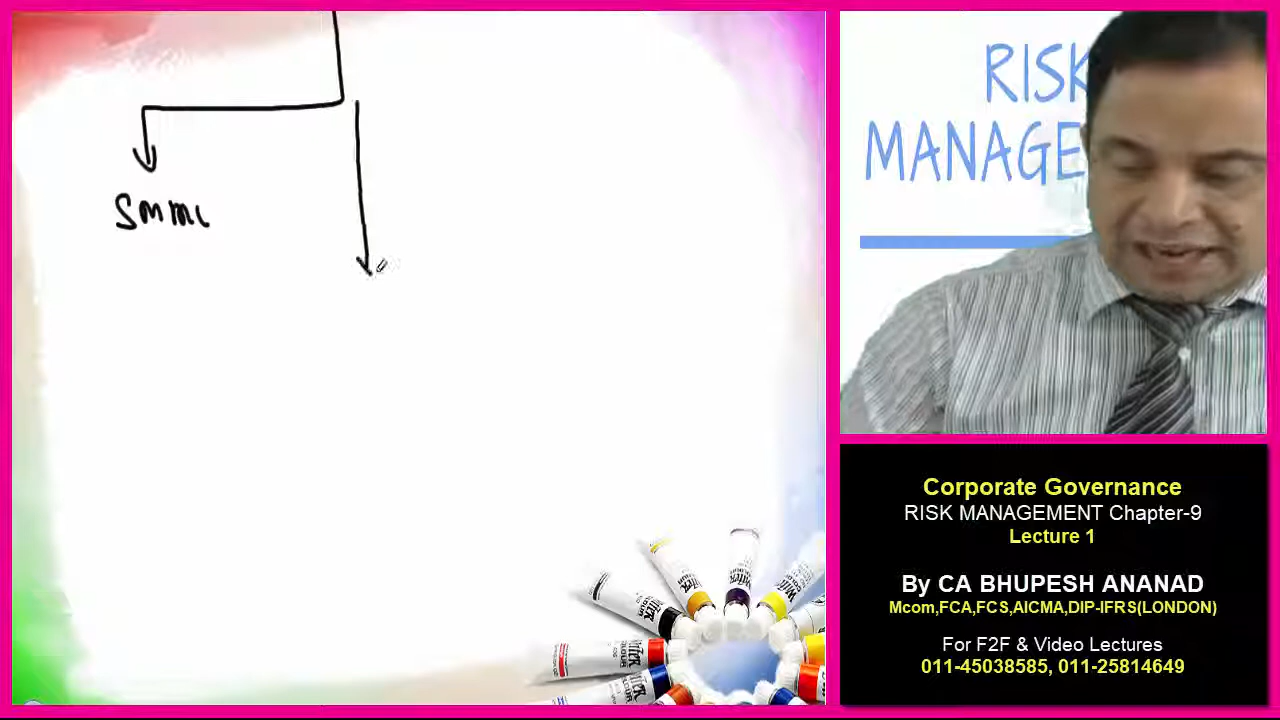 RISK
MANAGE
Corporate Governance
RISK MANAGEMENT Chapter-9
Lecture 1
By CA BHUPESH ANANAD
Mcom,FCA,FCS,AICMA,DIP-IFRS(LONDON)
For F2F & Video Lectures
011-45038585, 011-25814649